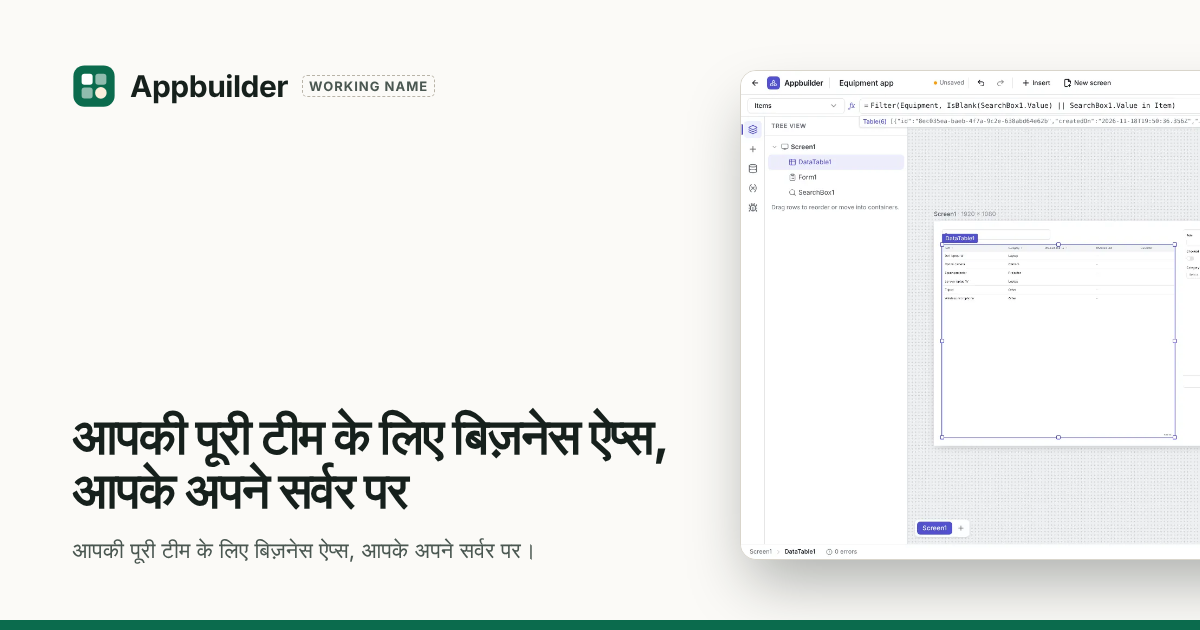 Appbuilder WORKING NAME
आपकी पूरी टीम के लिए बिज़नेस ऐप्स,
आपके अपने सर्वर पर
आपकी पूरी टीम के लिए बिज़नेस ऐप्स, आपके अपने सर्वर पर।
Appbuilder Equipment app Unsaved Insert New screen
Items fx = Filter(Equipment, IsBlank(SearchBox1.Value) || SearchBox1.Value in Item)
Table(6)
TREE VIEW
Screen1
DataTable1
Form1
SearchBox1
Drag rows to reorder or move into containers.
Screen1 1920 × 1080
DataTable1
Screen1 +
Screen1 › DataTable1 0 errors